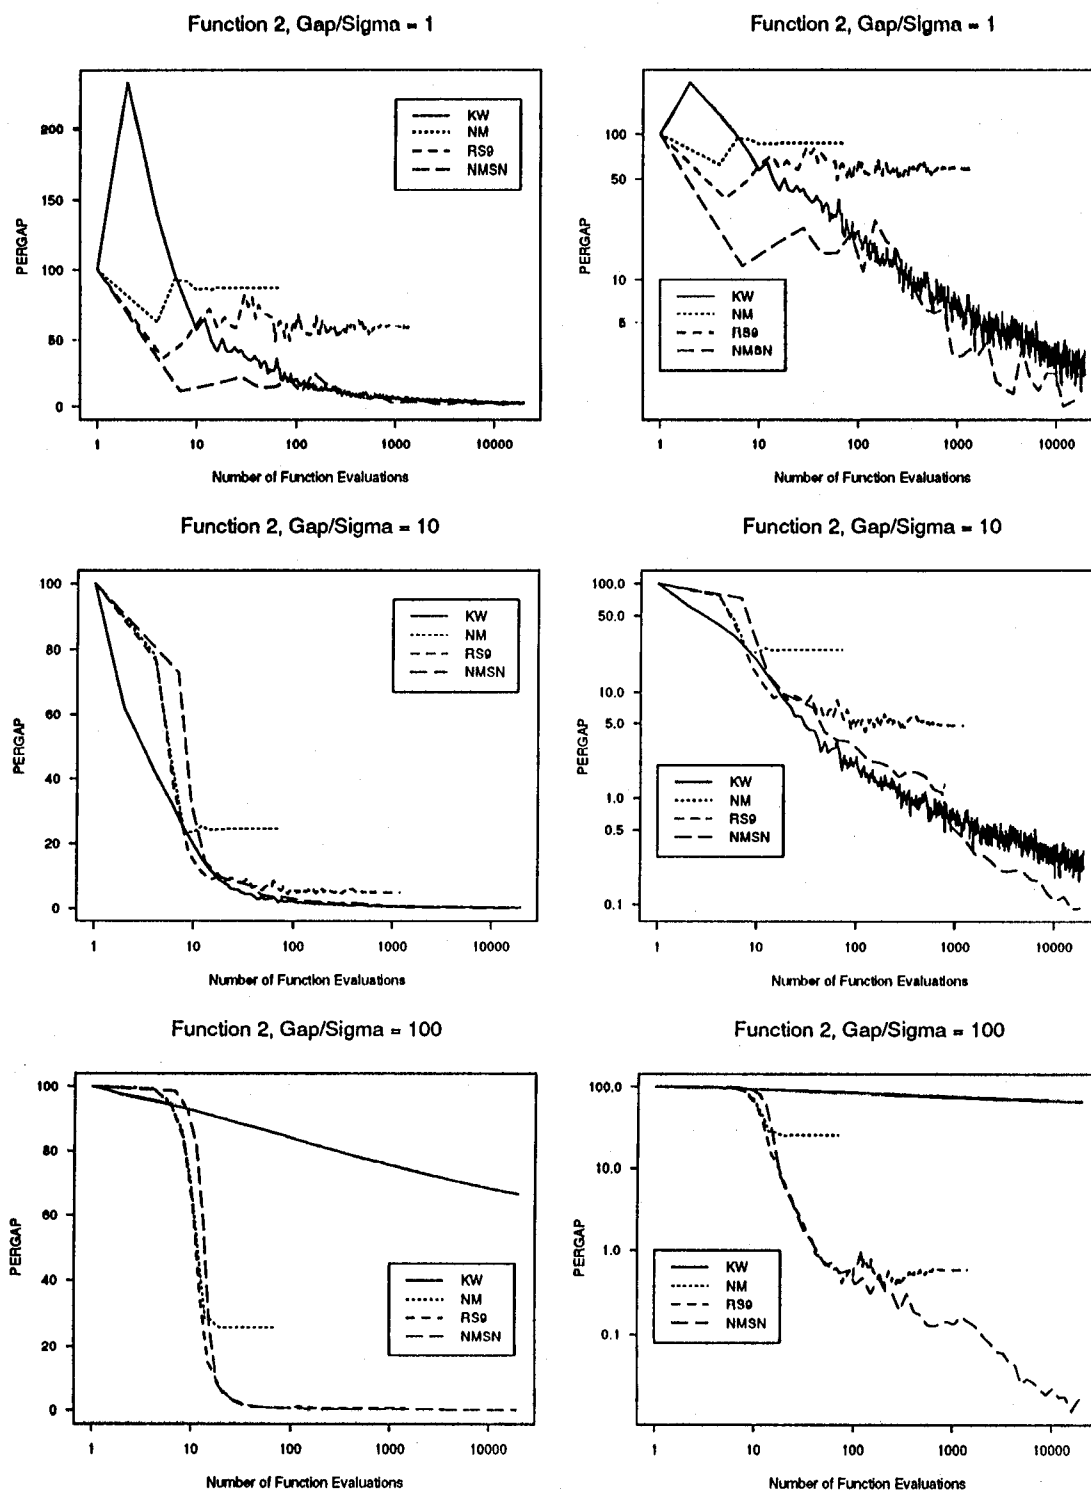 Function 2, Gap/Sigma = 1
PERGAP
200
150
100
50
0
KW
NM
RS9
NMSN
1
10
100
1000
10000
Number of Function Evaluations
Function 2, Gap/Sigma = 1
PERGAP
100
50
10
5
KW
NM
RS9
NMSN
1
10
100
1000
10000
Number of Function Evaluations
Function 2, Gap/Sigma = 10
PERGAP
100
80
60
40
20
0
KW
NM
RS9
NMSN
1
10
100
1000
10000
Number of Function Evaluations
Function 2, Gap/Sigma = 10
PERGAP
100.0
50.0
10.0
5.0
1.0
0.5
0.1
KW
NM
RS9
NMSN
1
10
100
1000
10000
Number of Function Evaluations
Function 2, Gap/Sigma = 100
PERGAP
100
80
60
40
20
0
KW
NM
RS9
NMSN
1
10
100
1000
10000
Number of Function Evaluations
Function 2, Gap/Sigma = 100
PERGAP
100.0
10.0
1.0
0.1
KW
NM
RS9
NMSN
1
10
100
1000
10000
Number of Function Evaluations